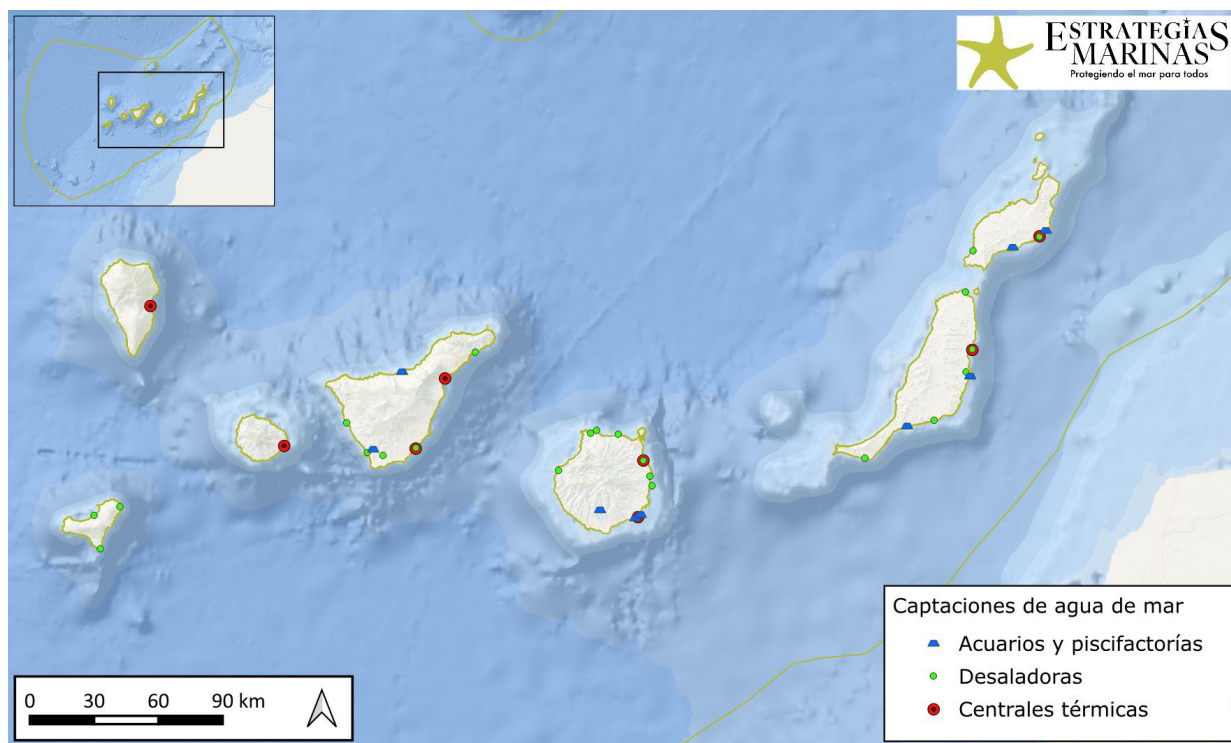 ESTRATEGIAS
MARINAS
Protegiendo el mar para todos
Captaciones de agua de mar
Acuarios y piscifactorías
Desaladoras
Centrales térmicas
0 30 60 90 km